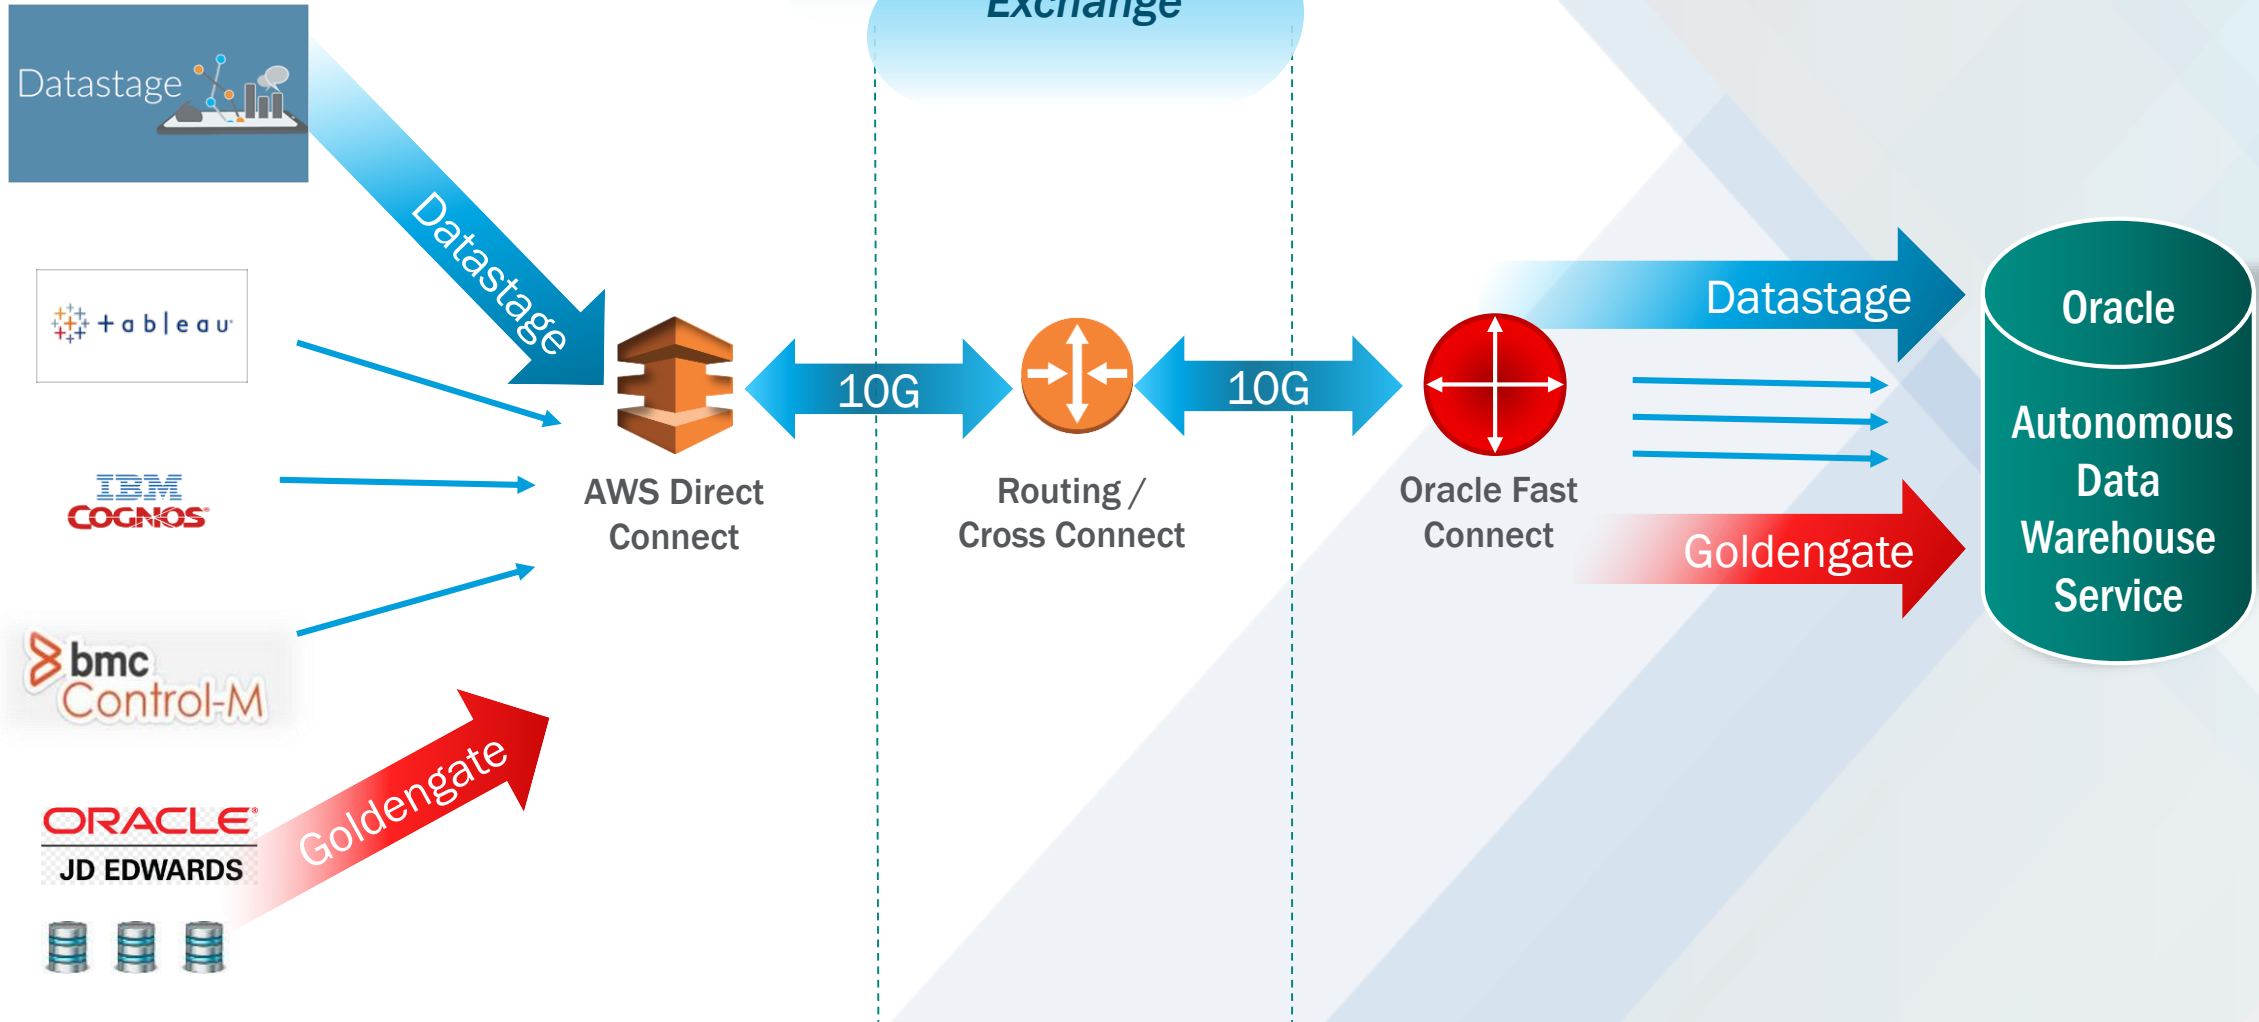 Exchange
Datastage
Datastage
tableau
IBM
COGNOS
bmc
Control-M
ORACLE
JD EDWARDS
Goldengate
AWS Direct
Connect
10G
Routing /
Cross Connect
10G
Oracle Fast
Connect
Datastage
Goldengate
Oracle
Autonomous
Data
Warehouse
Service